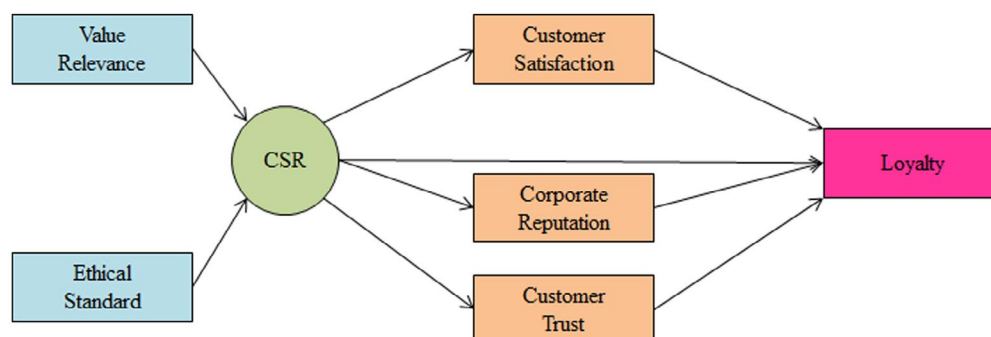 Value
Relevance
Customer
Satisfaction
CSR
Loyalty
Corporate
Reputation
Ethical
Standard
Customer
Trust